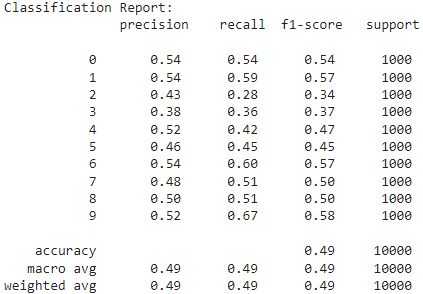 Classification Report:
precision recall f1-score support
0 0.54 0.54 0.54 1000
1 0.54 0.59 0.57 1000
2 0.43 0.28 0.34 1000
3 0.38 0.36 0.37 1000
4 0.52 0.42 0.47 1000
5 0.46 0.45 0.45 1000
6 0.54 0.60 0.57 1000
7 0.48 0.51 0.50 1000
8 0.50 0.51 0.50 1000
9 0.52 0.67 0.58 1000
accuracy 0.49 10000
macro avg 0.49 0.49 0.49 10000
weighted avg 0.49 0.49 0.49 10000